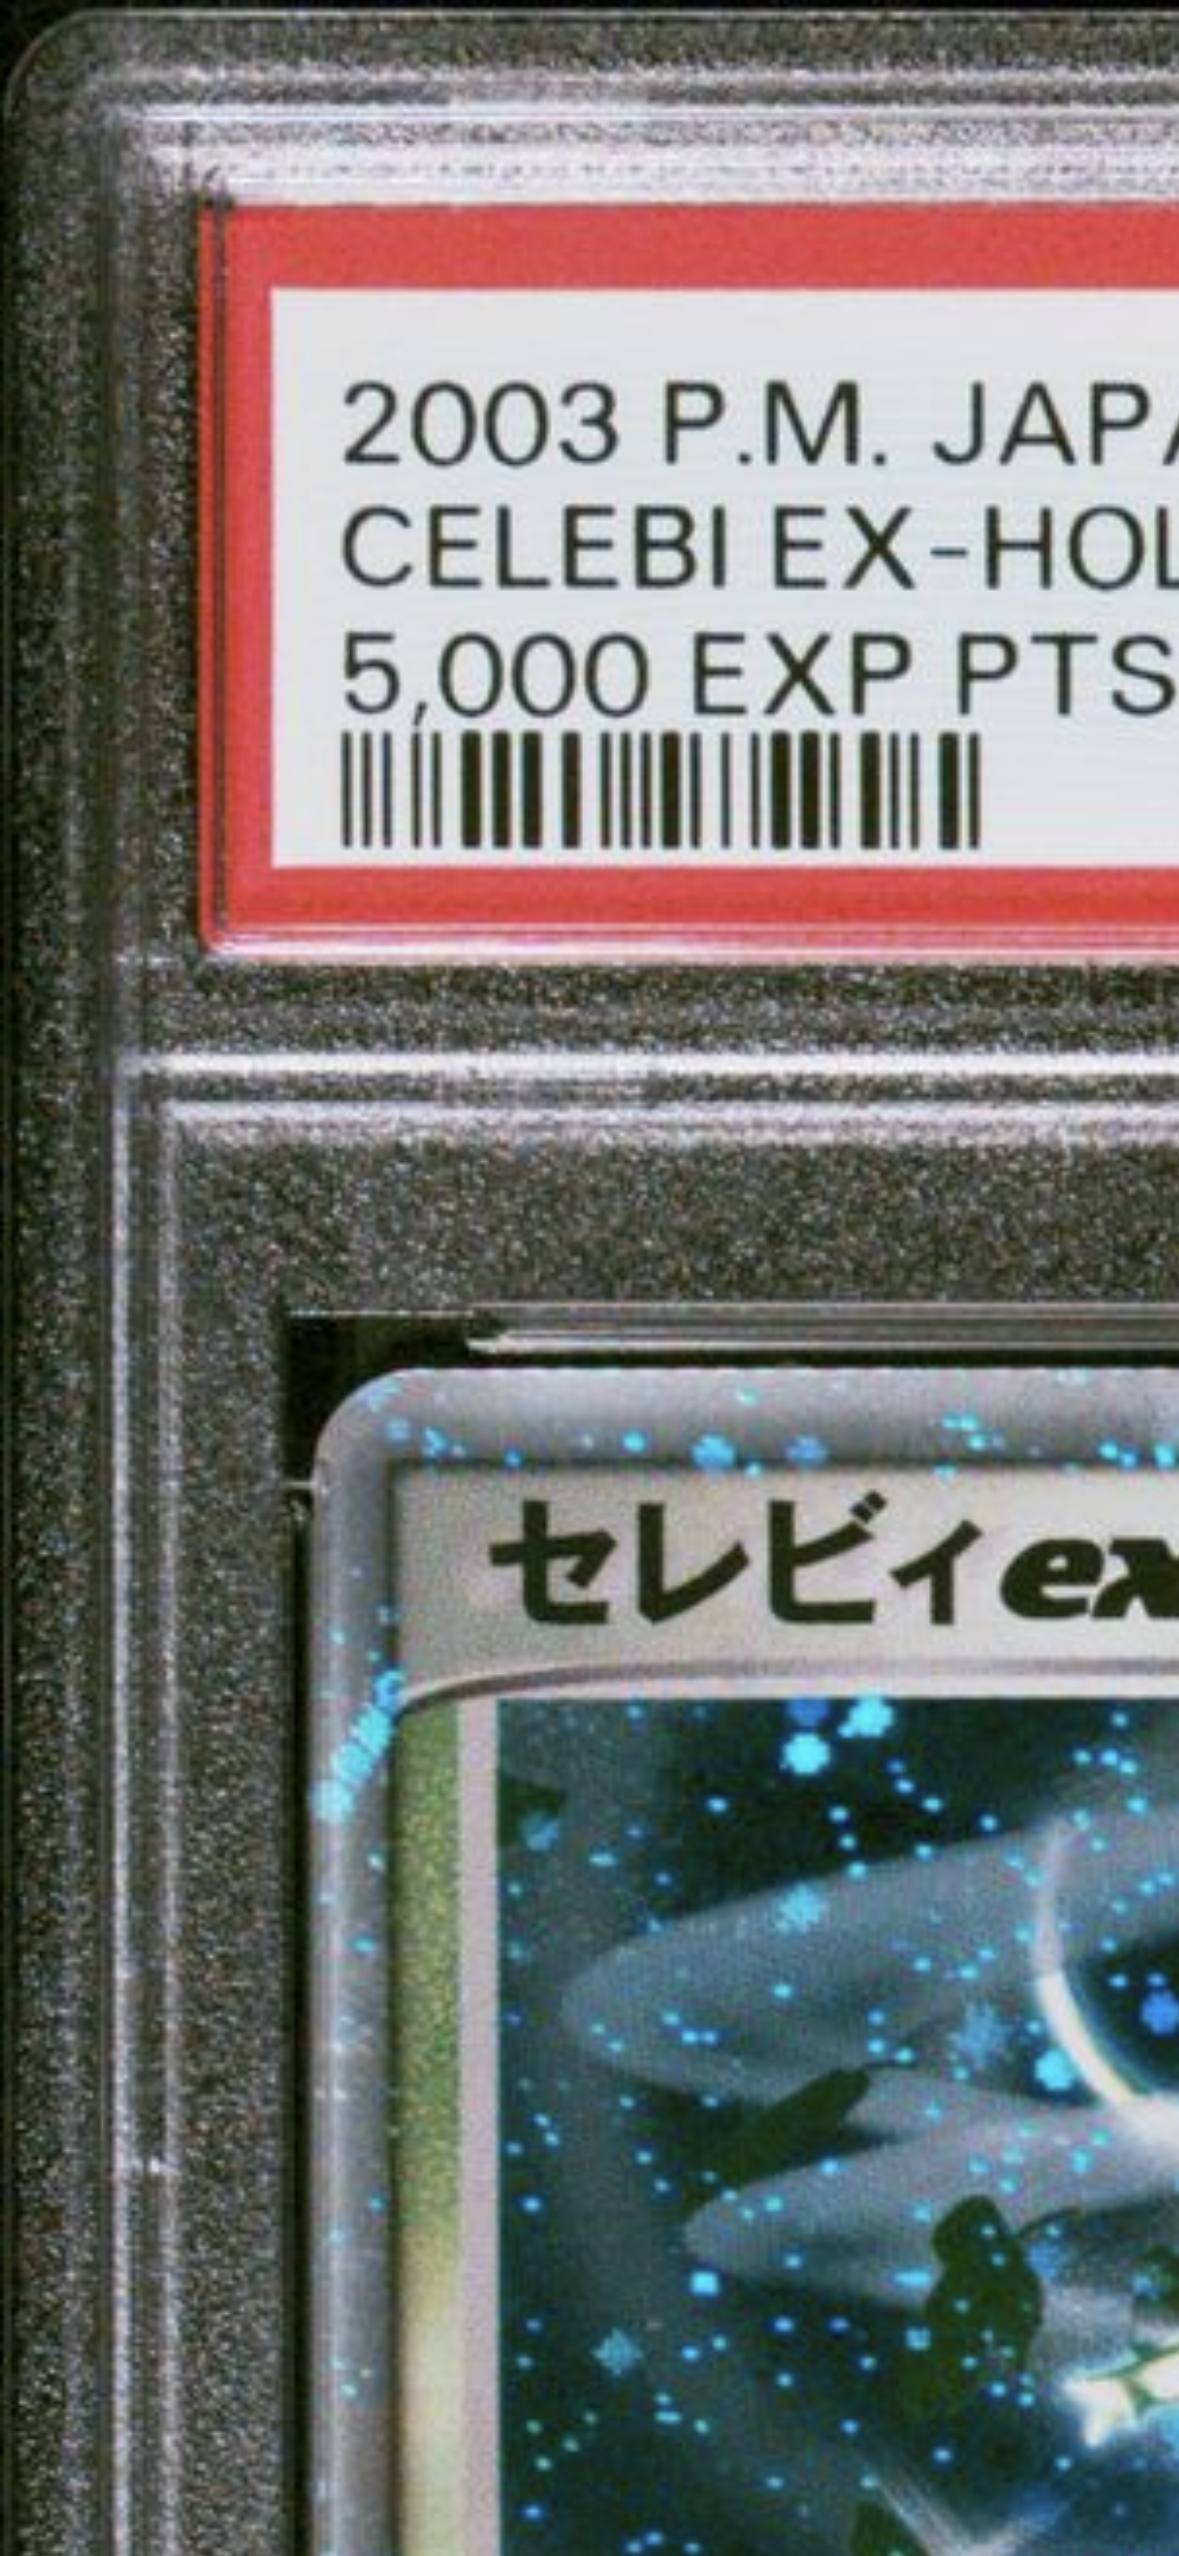 2003 P.M. JAPA
CELEBI EX-HOL
5,000 EXP PTS
セレビィex